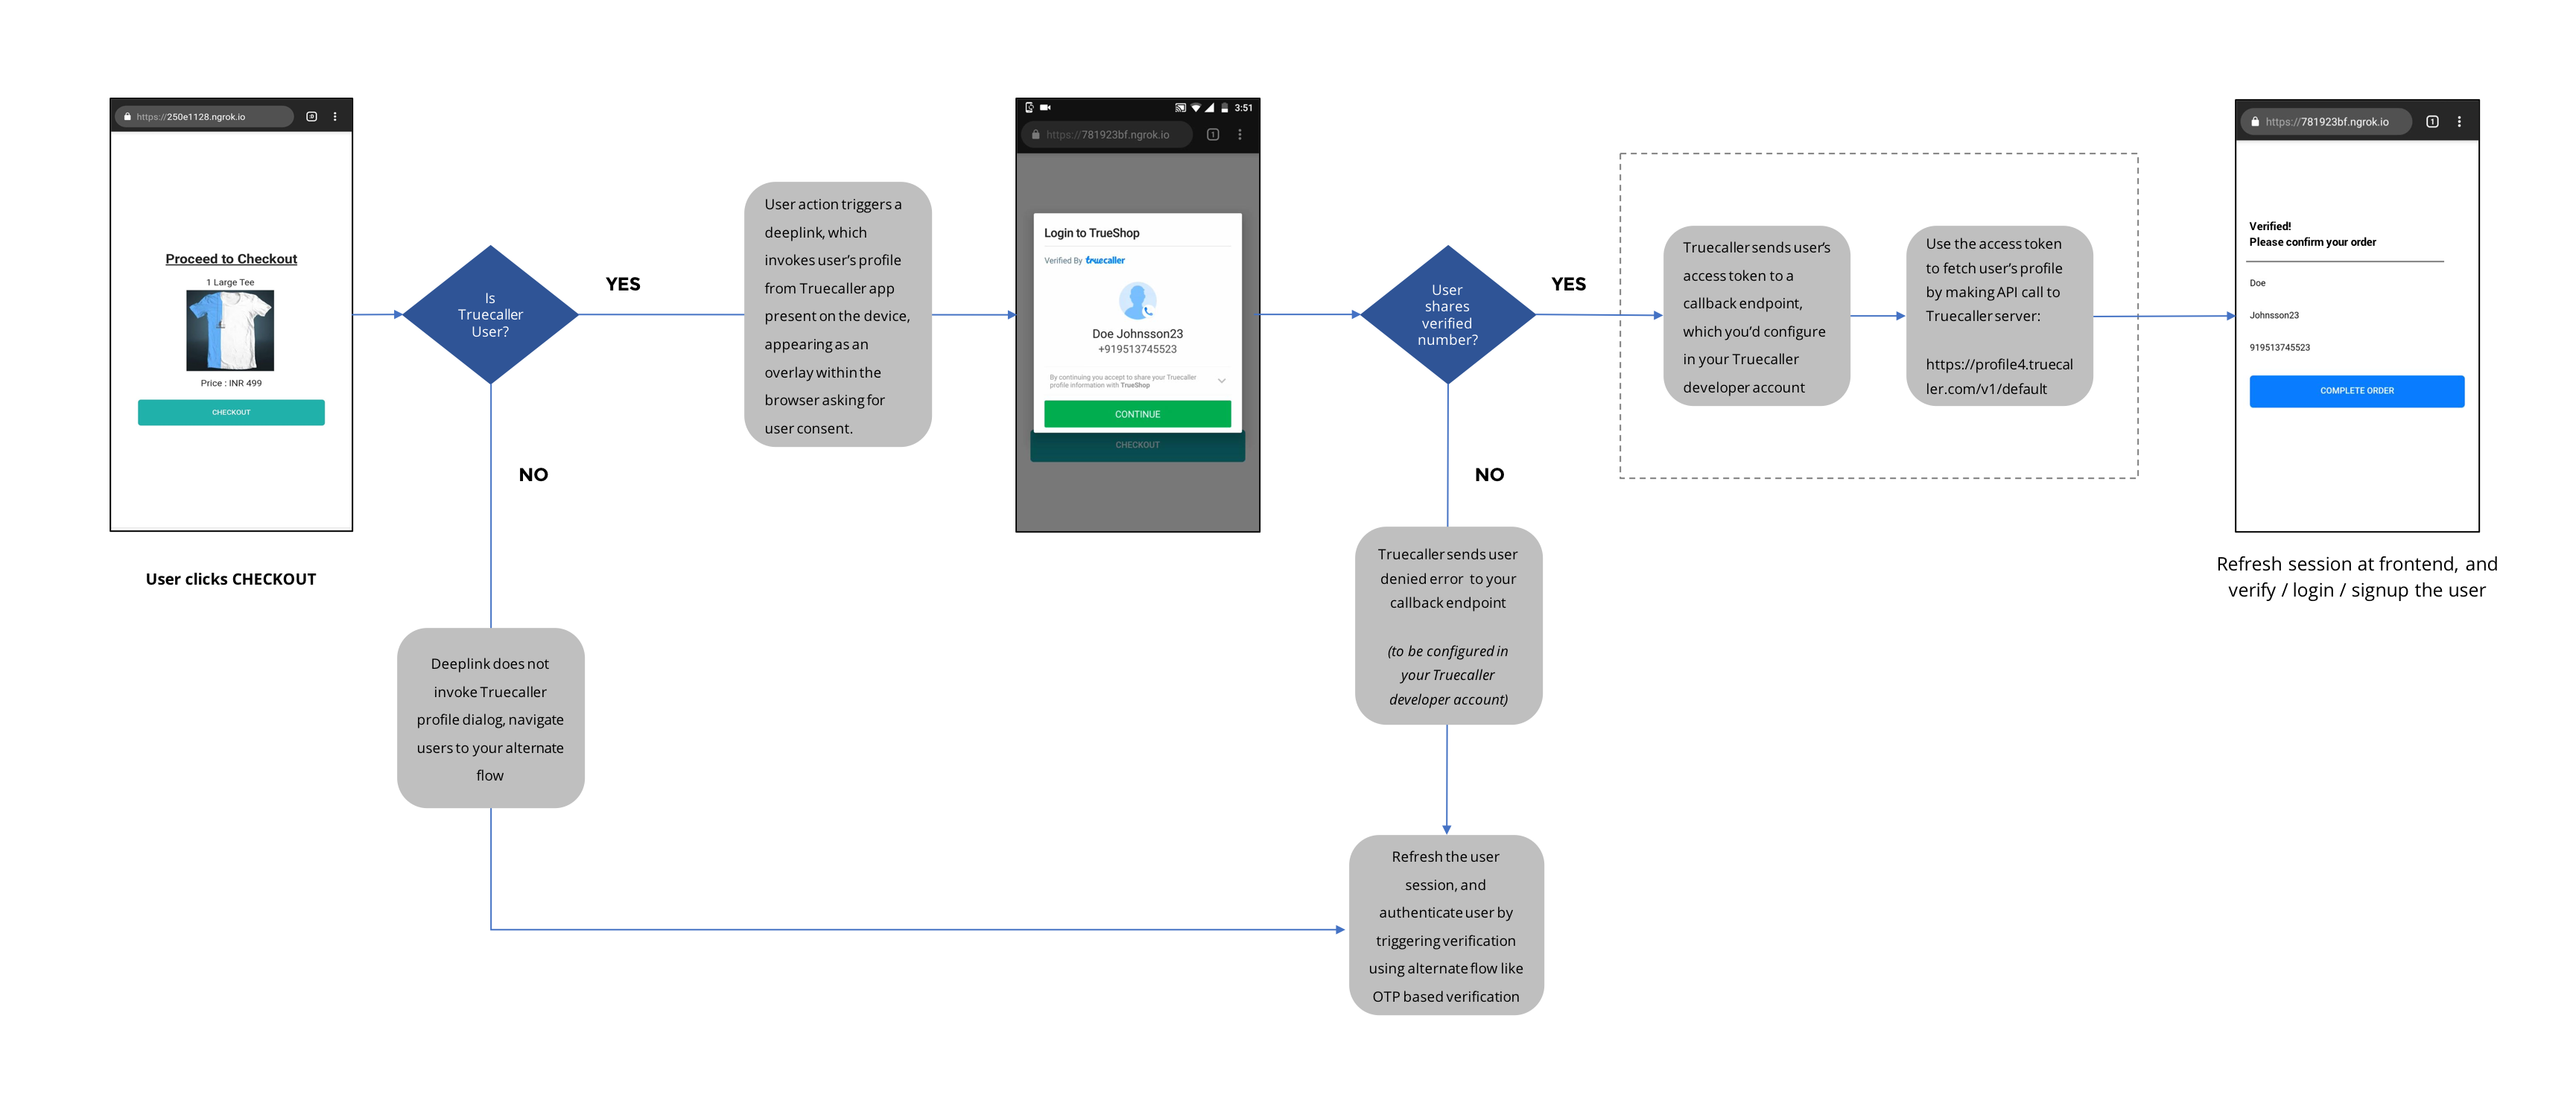 https://250e1128.ngrok.io
Proceed to Checkout
1 Large Tee
Price : INR 499
CHECKOUT
User clicks CHECKOUT
Is
Truecaller
User?
YES
NO
Deeplink does not
invoke Truecaller
profile dialog, navigate
users to your alternate
flow
User action triggers a
deeplink, which
invokes user's profile
from Truecaller app
present on the device,
appearing as an
overlay within the
browser asking for
user consent.
3:51
https://781923bf.ngrok.io
1
Login to TrueShop
Verified By truecaller
Doe Johnsson23
+919513745523
By continuing you accept to share your Truecaller
profile information with TrueShop
CONTINUE
CHECKOUT
User
shares
verified
number?
YES
NO
Truecaller sends user
denied error to your
callback endpoint
(to be configured in
your Truecaller
developer account)
Refresh the user
session, and
authenticate user by
triggering verification
using alternate flow like
OTP based verification
Truecaller sends user's
access token to a
callback endpoint,
which you'd configure
in your Truecaller
developer account
Use the access token
to fetch user's profile
by making API call to
Truecaller server:
https://profile4.truecal
ler.com/v1/default
https://781923bf.ngrok.io
1
Verified!
Please confirm your order
Doe
Johnsson23
919513745523
COMPLETE ORDER
Refresh session at frontend, and
verify / login / signup the user